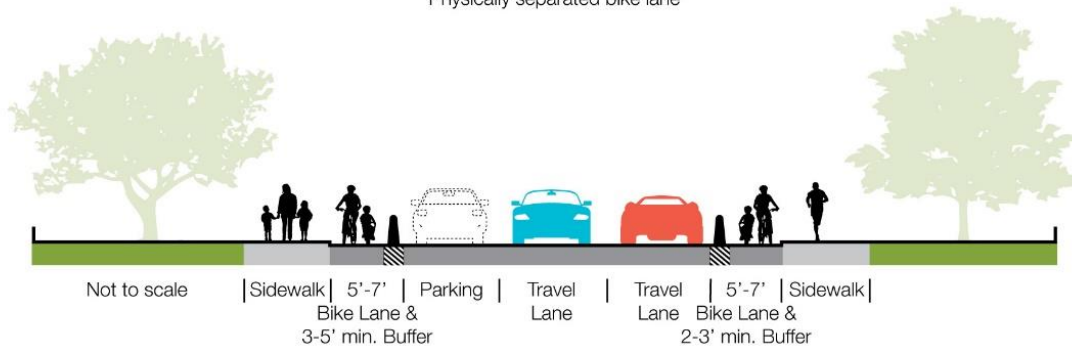 Physically separated bike lane
Not to scale
Sidewalk
5'-7'
Bike Lane &
3-5' min. Buffer
Parking
Travel
Lane
Travel
Lane
5'-7'
Bike Lane &
2-3' min. Buffer
Sidewalk